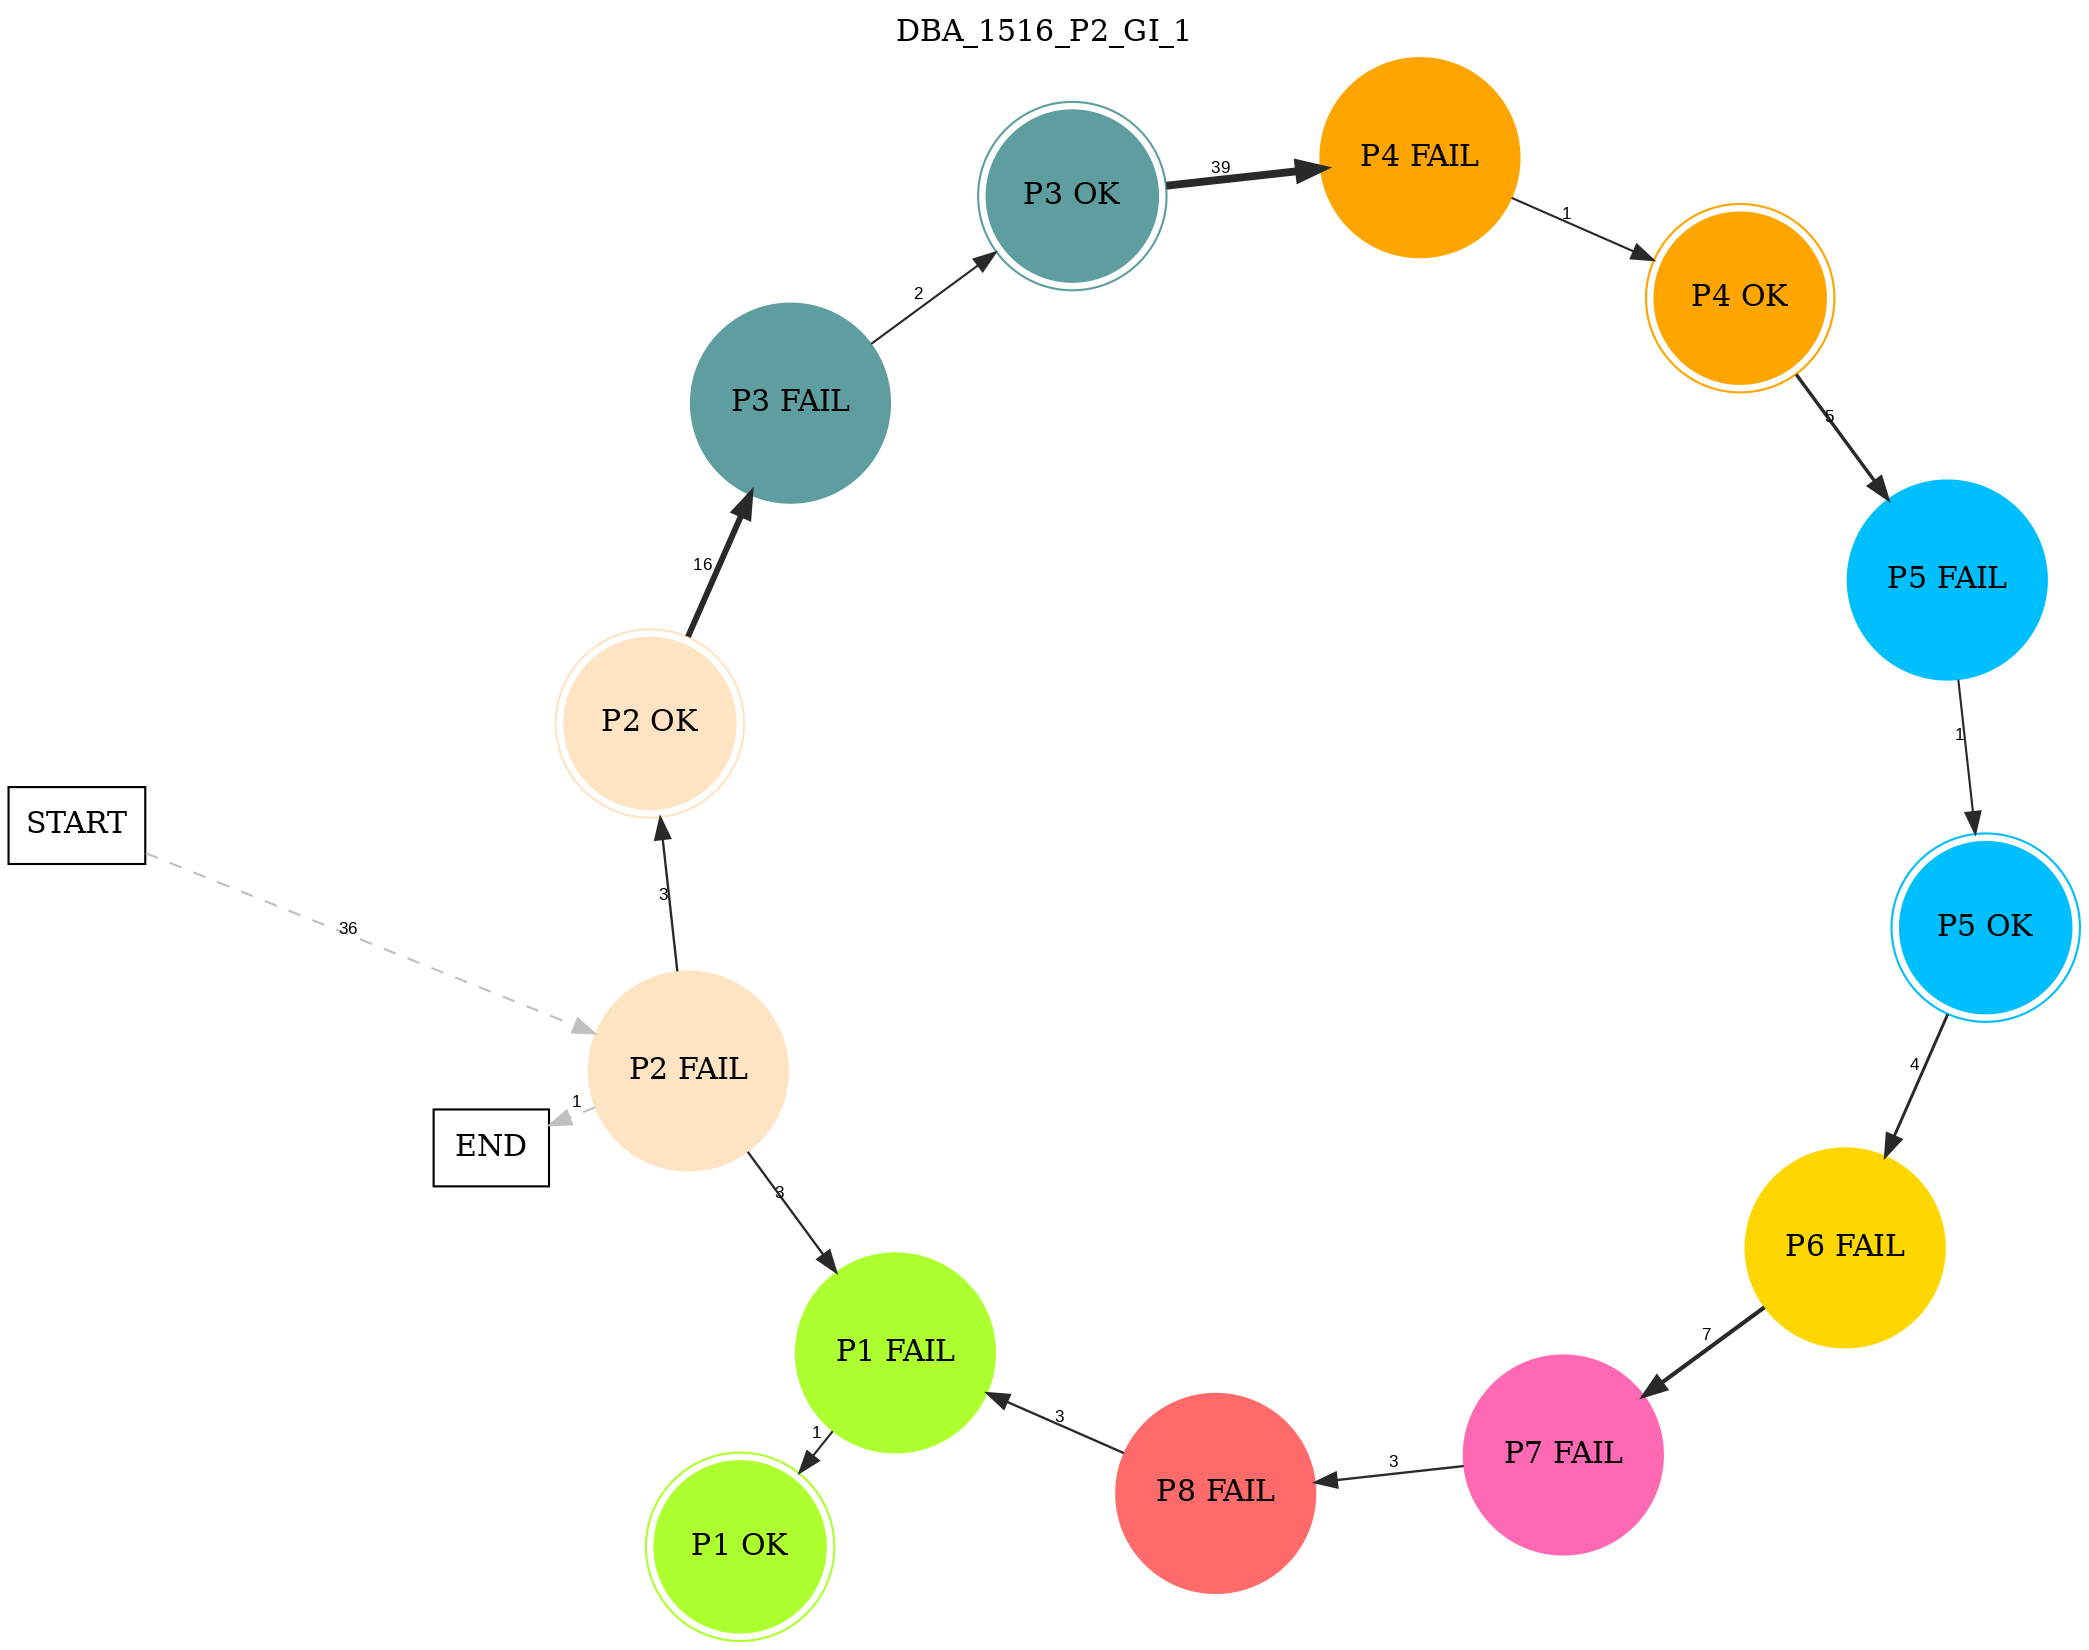 DBA_1516_P2_GI_1
P4 FAIL
39
P3 OK
1
P4 OK
2
P3 FAIL
5
16
P5 FAIL
P2 OK
1
START
3
36
P5 OK
P2 FAIL
4
1
END
3
P6 FAIL
7
P1 FAIL
3
1
3
P7 FAIL
P8 FAIL
P1 OK